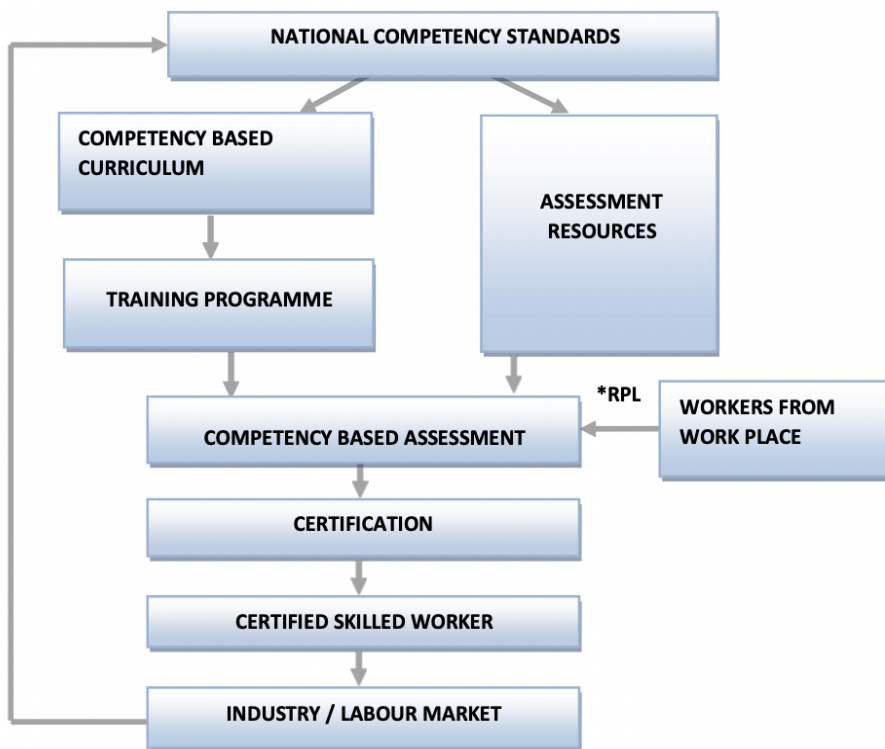 NATIONAL COMPETENCY STANDARDS
COMPETENCY BASED
CURRICULUM
ASSESSMENT
RESOURCES
TRAINING PROGRAMME
*RPL
WORKERS FROM
WORK PLACE
COMPETENCY BASED ASSESSMENT
CERTIFICATION
CERTIFIED SKILLED WORKER
INDUSTRY / LABOUR MARKET